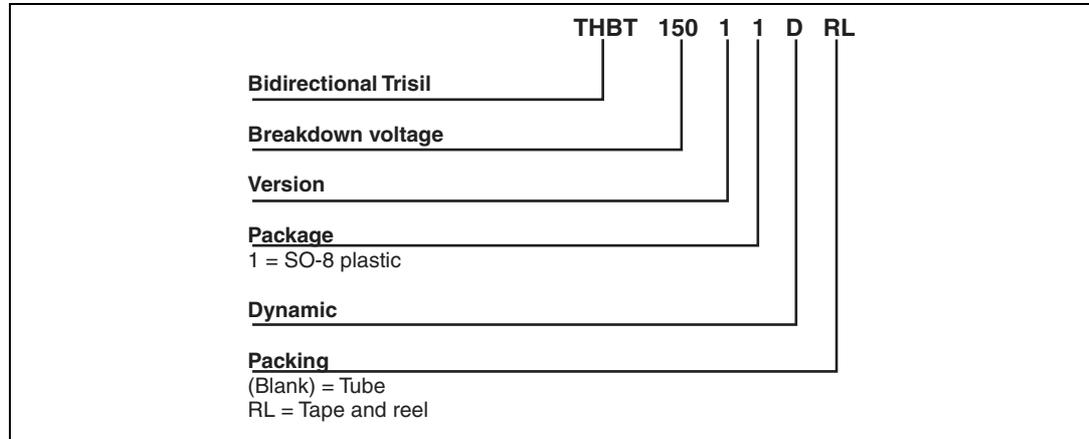 THBT 150 1 1 D RL
Bidirectional Trisil
Breakdown voltage
Version
Package
1 = SO-8 plastic
Dynamic
Packing
(Blank) = Tube
RL = Tape and reel